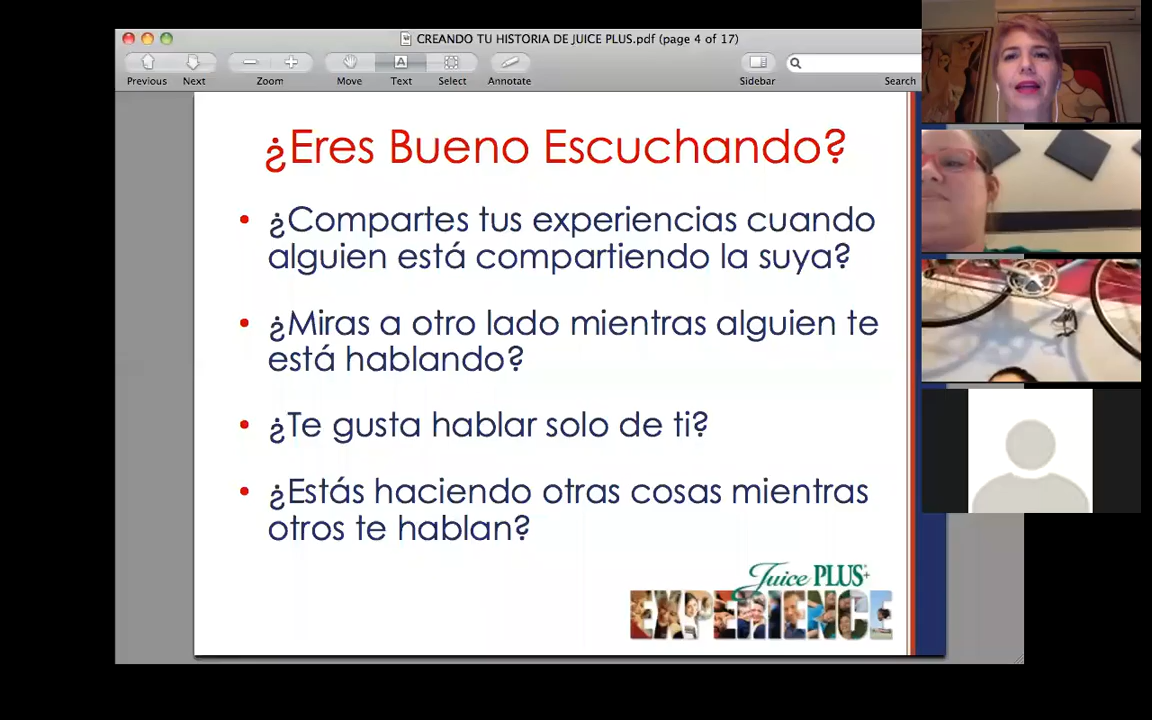 CREANDO TU HISTORIA DE JUICE PLUS.pdf (page 4 of 17)
Previous Next Zoom Move Text Select Annotate Sidebar Search
¿Eres Bueno Escuchando?
• ¿Compartes tus experiencias cuando
alguien está compartiendo la suya?
• ¿Miras a otro lado mientras alguien te
está hablando?
• ¿Te gusta hablar solo de ti?
• ¿Estás haciendo otras cosas mientras
otros te hablan?
Juice PLUS+
EXPERIENCE